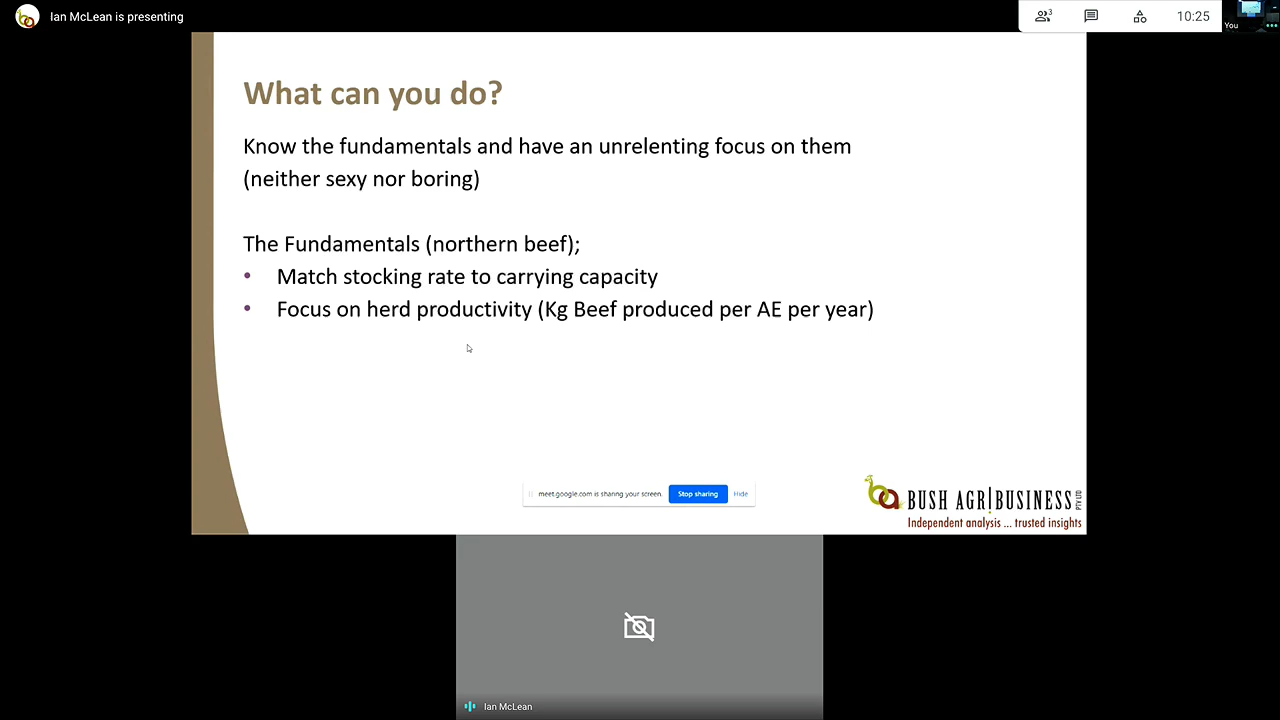 Ian McLean is presenting
3
10:25
You
What can you do?
Know the fundamentals and have an unrelenting focus on them
(neither sexy nor boring)
The Fundamentals (northern beef);
• Match stocking rate to carrying capacity
• Focus on herd productivity (Kg Beef produced per AE per year)
meet.google.com is sharing your screen.
Stop sharing
Hide
BUSH AGR!BUSINESS PTY LTD
Independent analysis ... trusted insights
Ian McLean